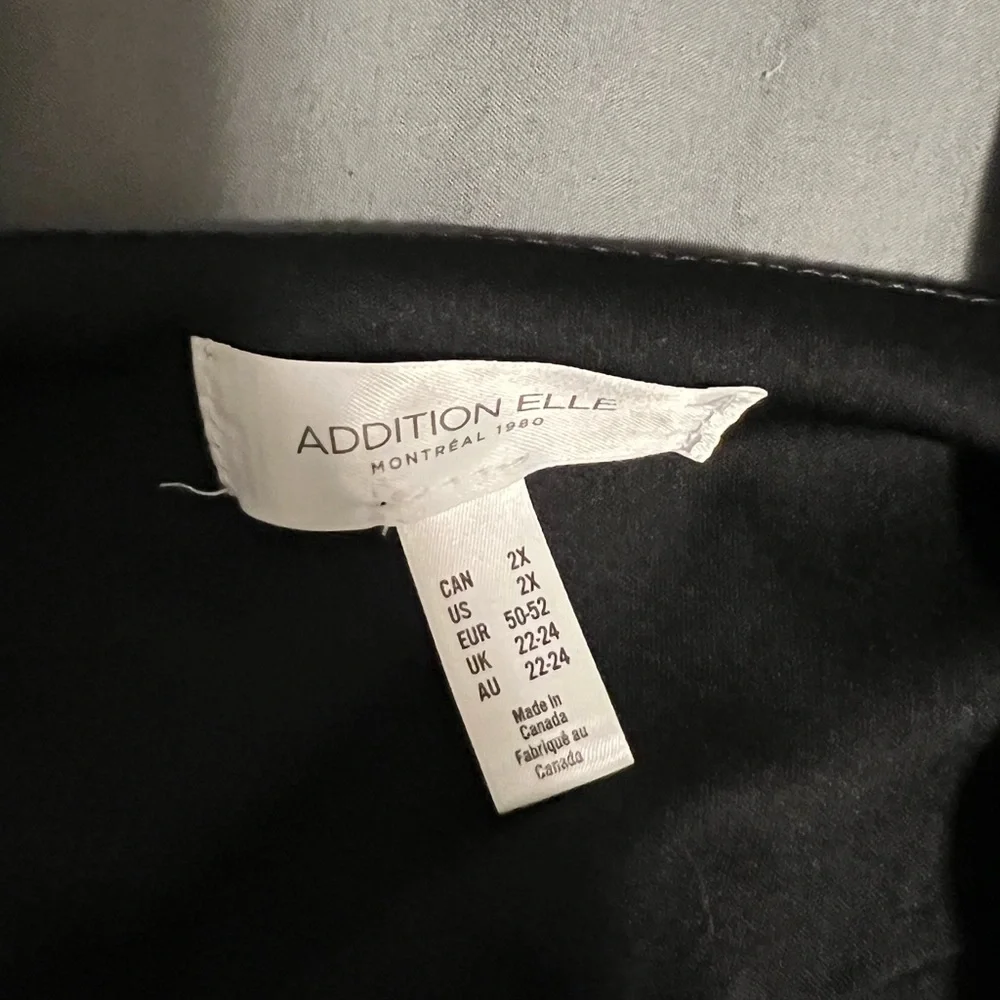 ADDITION ELLE
MONTRÉAL 1980
CAN 2X
US 2X
EUR 50-52
UK 22-24
AU 22-24
Made in
Canada
Fabriqué au
Canada